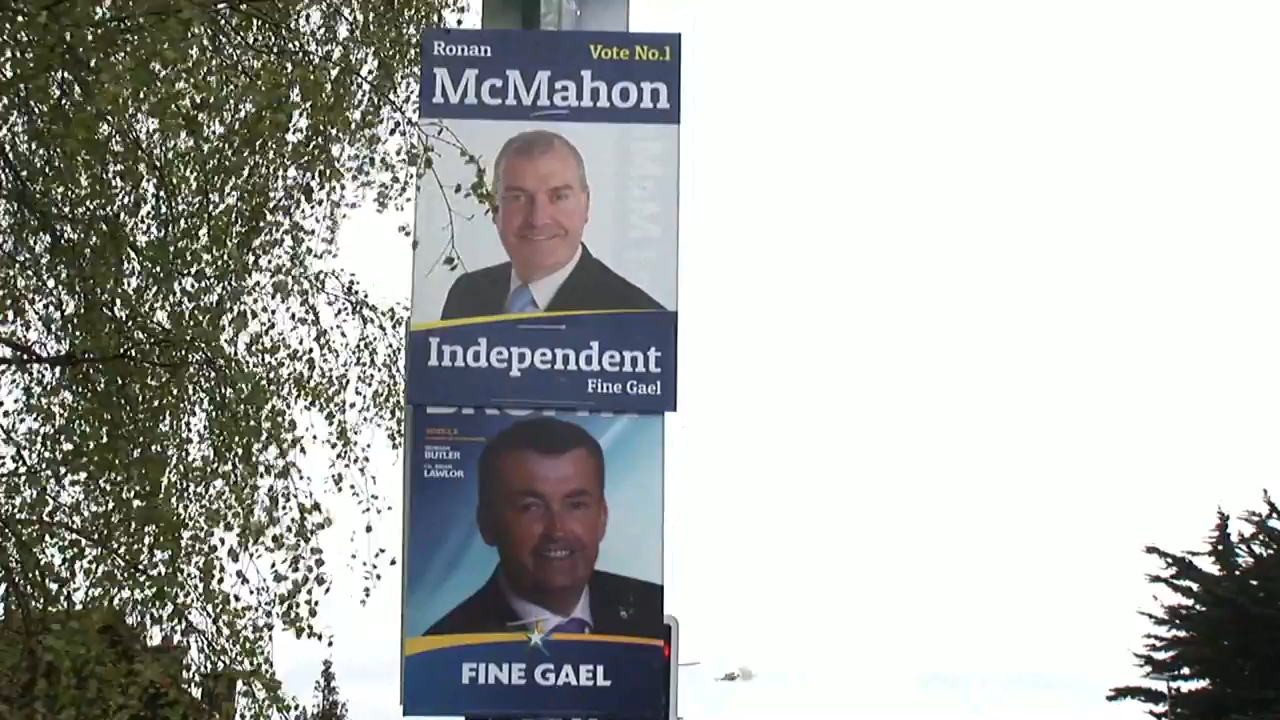 Ronan
Vote No.1
McMahon
Independent
Fine Gael
BUTLER
LAWLOR
FINE GAEL